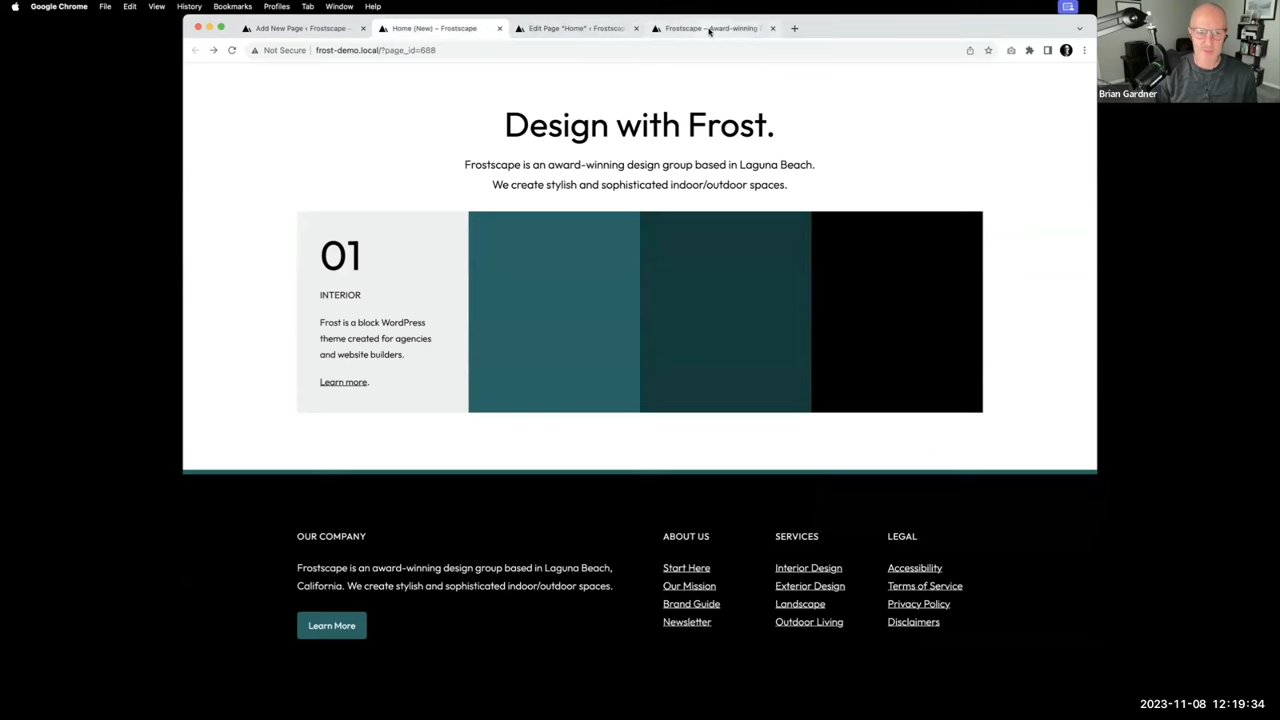 Google Chrome File Edit View History Bookmarks Profiles Tab Window Help
Add New Page ‹ Frostscape –
Home (New) – Frostscape
Edit Page "Home" ‹ Frostscap
Frostscape – Award-winning
Not Secure frost-demo.local/?page_id=688
Brian Gardner
Design with Frost.
Frostscape is an award-winning design group based in Laguna Beach.
We create stylish and sophisticated indoor/outdoor spaces.
01
INTERIOR
Frost is a block WordPress
theme created for agencies
and website builders.
Learn more.
OUR COMPANY
Frostscape is an award-winning design group based in Laguna Beach,
California. We create stylish and sophisticated indoor/outdoor spaces.
Learn More
ABOUT US
Start Here
Our Mission
Brand Guide
Newsletter
SERVICES
Interior Design
Exterior Design
Landscape
Outdoor Living
LEGAL
Accessibility
Terms of Service
Privacy Policy
Disclaimers
2023-11-08 12:19:34